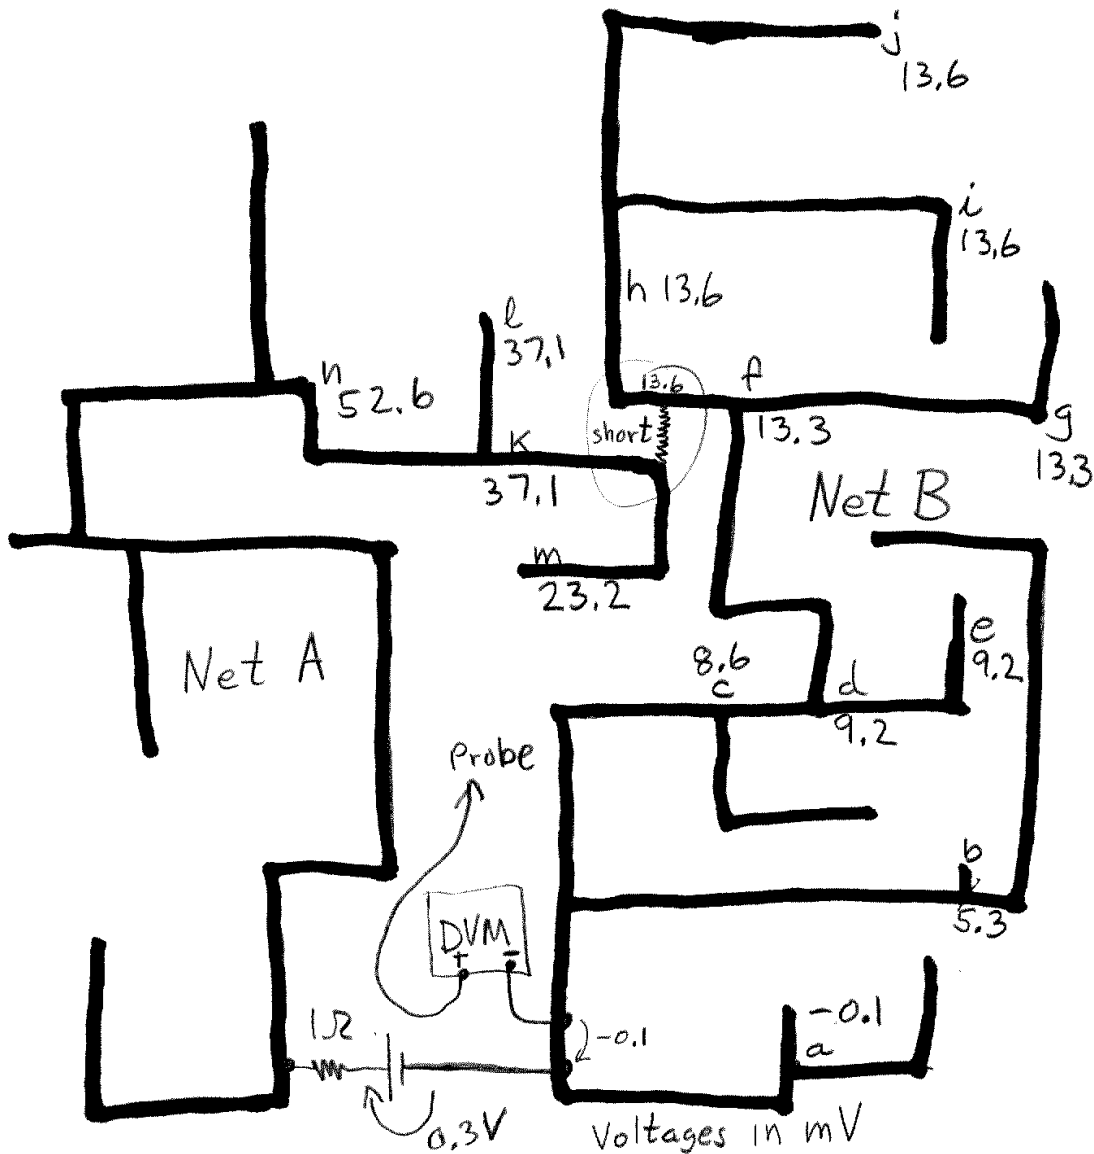 j
13.6
i
13.6
h 13.6
l
37.1
n
52.6
13.6
f
13.3
short
g
13.3
k
37.1
Net B
m
23.2
Net A
e
9.2
8.6
c
d
9.2
Probe
b
5.3
DVM
+ -
-0.1
a
1Ω
-0.1
0.3V
Voltages in mV